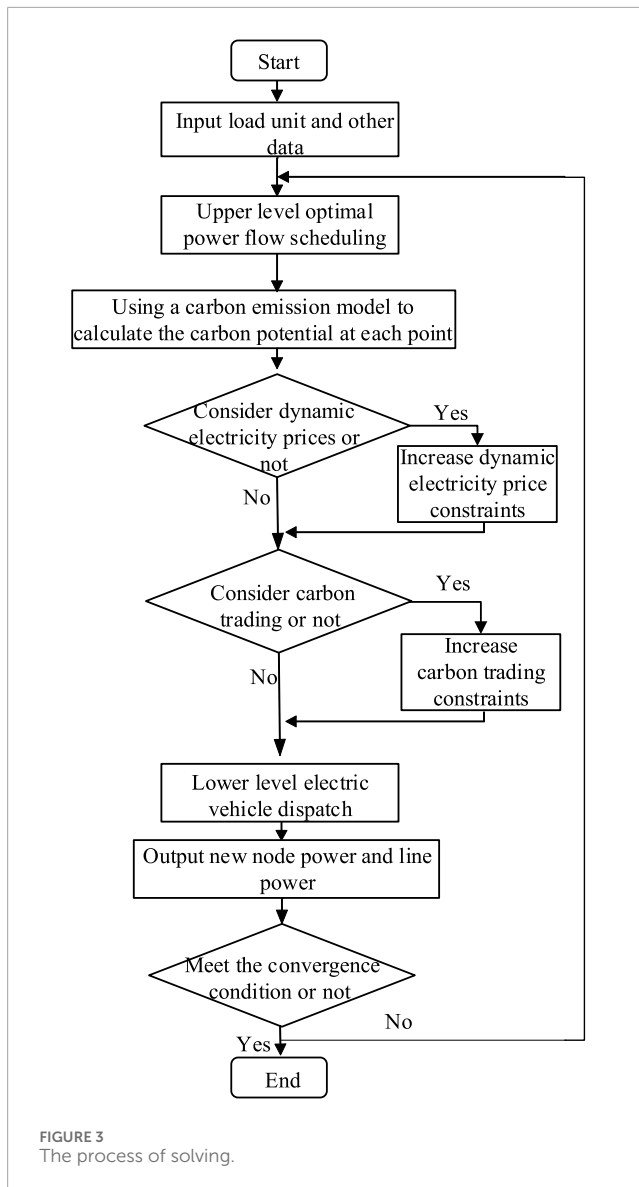 Start
Input load unit and other
data
Upper level optimal
power flow scheduling
Using a carbon emission model to
calculate the carbon potential at each point
Consider dynamic
electricity prices or
not
Yes
Increase dynamic
electricity price
constraints
No
Consider carbon
trading or not
Yes
Increase
carbon trading
constraints
No
Lower level electric
vehicle dispatch
Output new node power and line
power
Meet the convergence
condition or not
No
Yes
End
FIGURE 3
The process of solving.